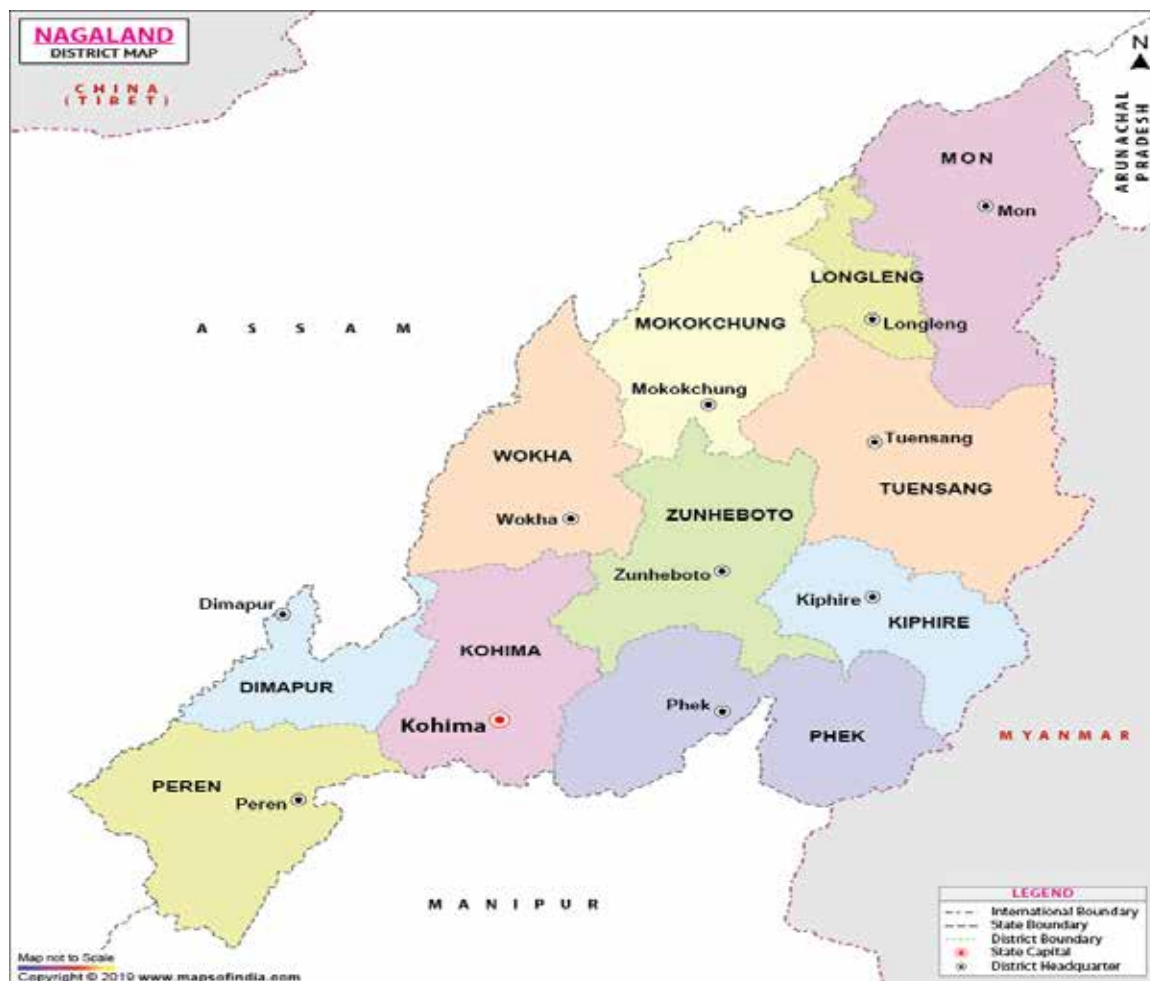 NAGALAND
DISTRICT MAP
N
CHINA
(TIBET)
ARUNACHAL
PRADESH
MON
Mon
LONGLENG
Longleng
ASSAM
MOKOKCHUNG
Mokokchung
Tuensang
TUENSANG
WOKHA
Wokha
ZUNHEBOTO
Zunheboto
Kiphire
KIPHIRE
Dimapur
DIMAPUR
KOHIMA
Kohima
Phek
PHEK
MYANMAR
PEREN
Peren
MANIPUR
LEGEND
International Boundary
State Boundary
District Boundary
State Capital
District Headquarter
Map not to Scale
Copyright © 2019 www.mapsofindia.com